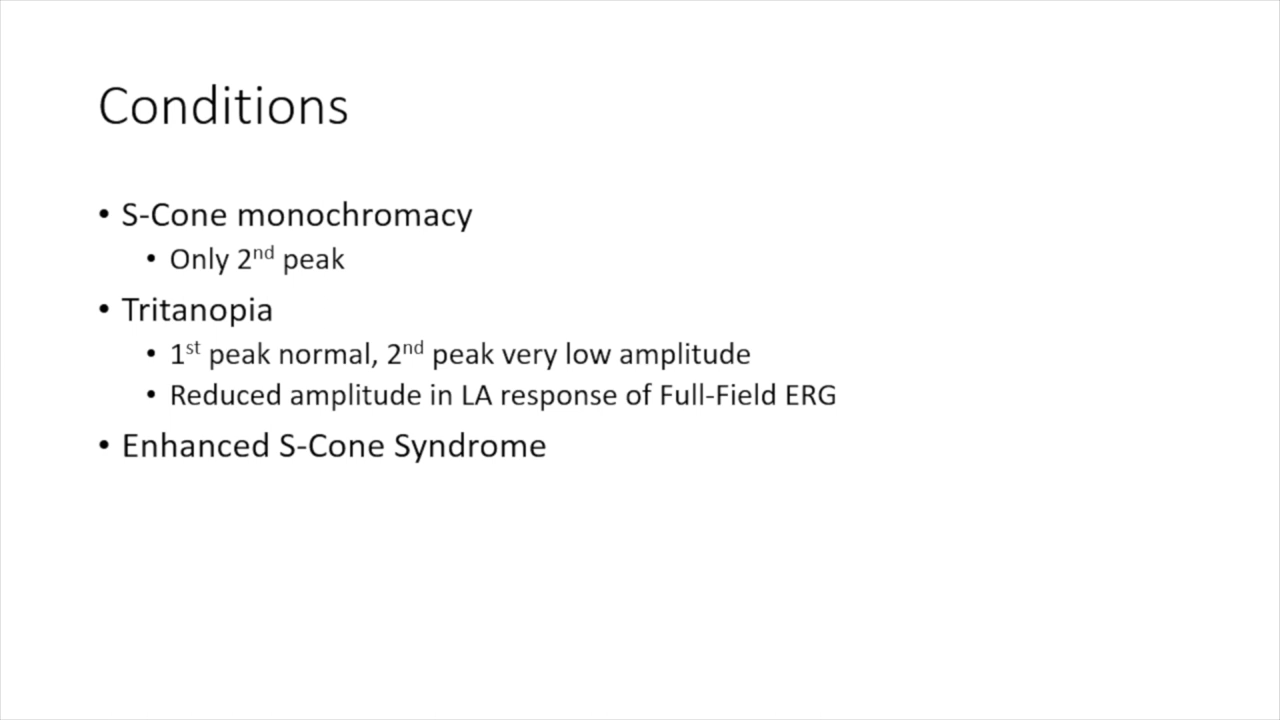 Conditions
• S-Cone monochromacy
• Only 2nd peak
• Tritanopia
• 1st peak normal, 2nd peak very low amplitude
• Reduced amplitude in LA response of Full-Field ERG
• Enhanced S-Cone Syndrome